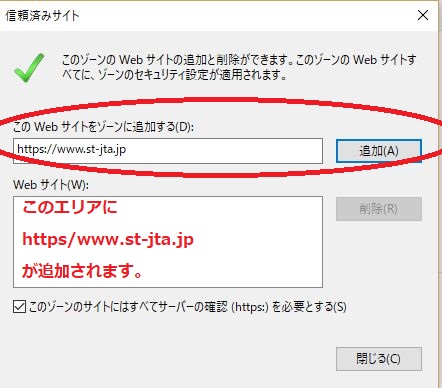 信頼済みサイト
このゾーンの Web サイトの追加と削除ができます。このゾーンの Web サイトす
べてに、ゾーンのセキュリティ設定が適用されます。
この Web サイトをゾーンに追加する(D):
https://www.st-jta.jp
追加(A)
Web サイト(W):
このエリアに
https/www.st-jta.jp
が追加されます。
削除(R)
このゾーンのサイトにはすべてサーバーの確認 (https:) を必要とする(S)
閉じる(C)